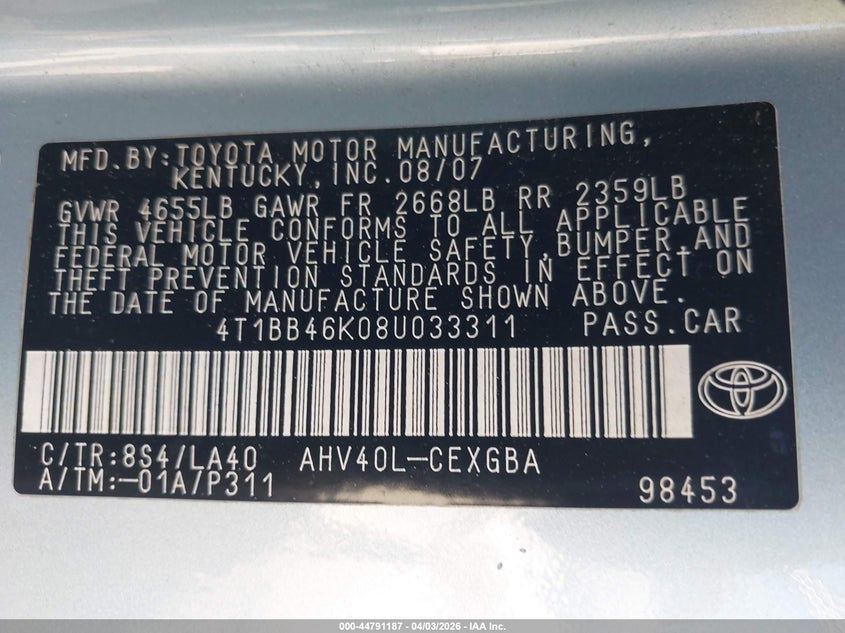 MFD.BY:TOYOTA MOTOR MANUFACTURING,
KENTUCKY,INC.08/07
GVWR 4655LB GAWR FR 2668LB RR 2359LB
THIS VEHICLE CONFORMS TO ALL APPLICABLE
FEDERAL MOTOR VEHICLE SAFETY,BUMPER,AND
THEFT PREVENTION STANDARDS IN EFFECT ON
THE DATE OF MANUFACTURE SHOWN ABOVE.
4T1BB46K08U033311 PASS.CAR
C/TR:8S4/LA40 AHV40L-CEXGBA
A/TM:-01A/P311 98453
000-44791187 - 04/03/2026 - IAA Inc.